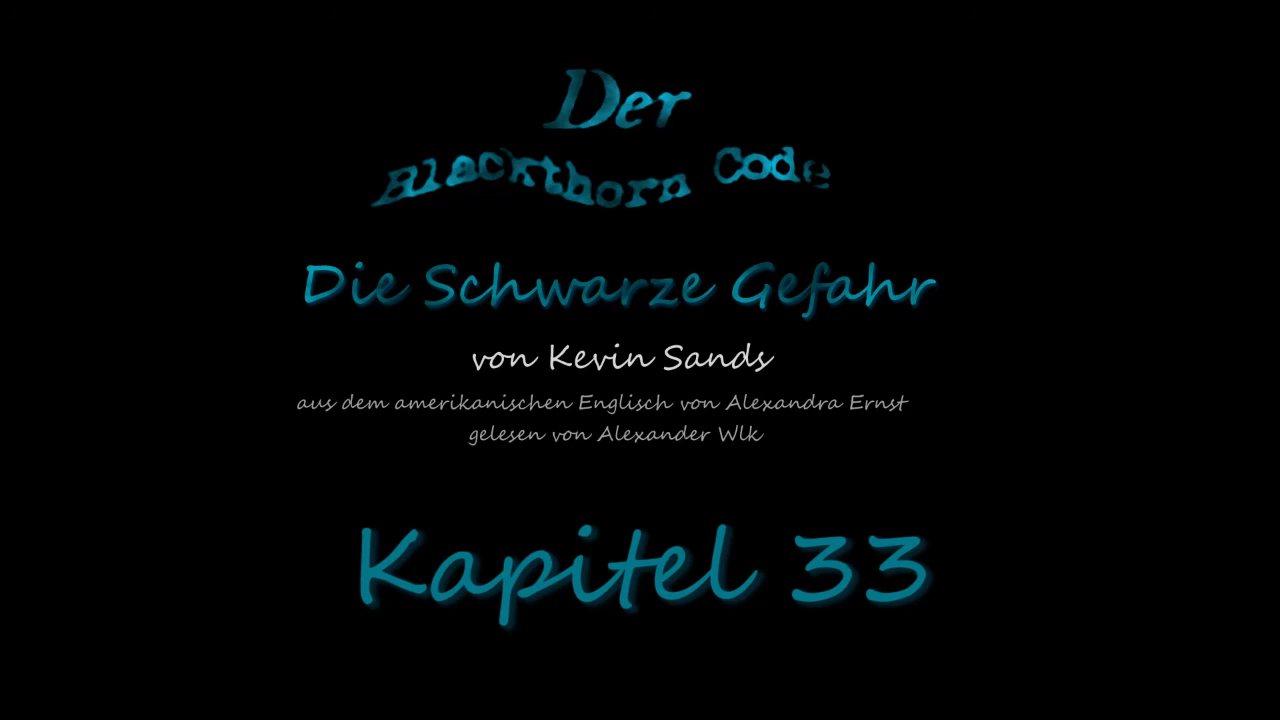 Der
Blackthorn Code
Die Schwarze Gefahr
von Kevin Sands
aus dem amerikanischen Englisch von Alexandra Ernst
gelesen von Alexander Wlk
Kapitel 33